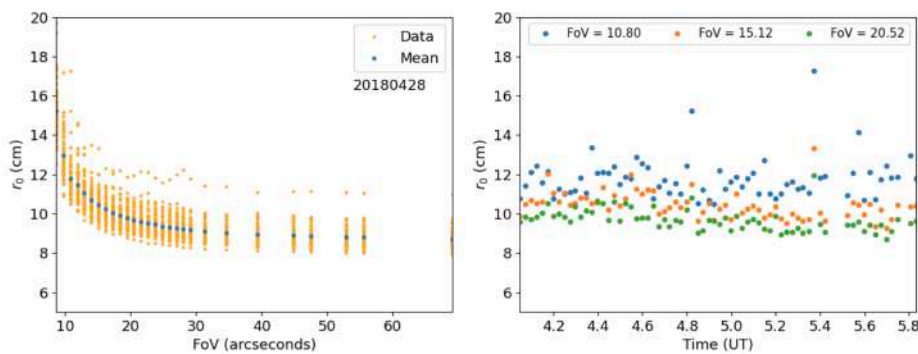 20
18
16
14
12
10
8
6
r₀ (cm)
Data
Mean
20180428
10 20 30 40 50 60
FoV (arcseconds)
20
18
16
14
12
10
8
6
r₀ (cm)
FoV = 10.80 FoV = 15.12 FoV = 20.52
4.2 4.4 4.6 4.8 5.0 5.2 5.4 5.6 5.8
Time (UT)